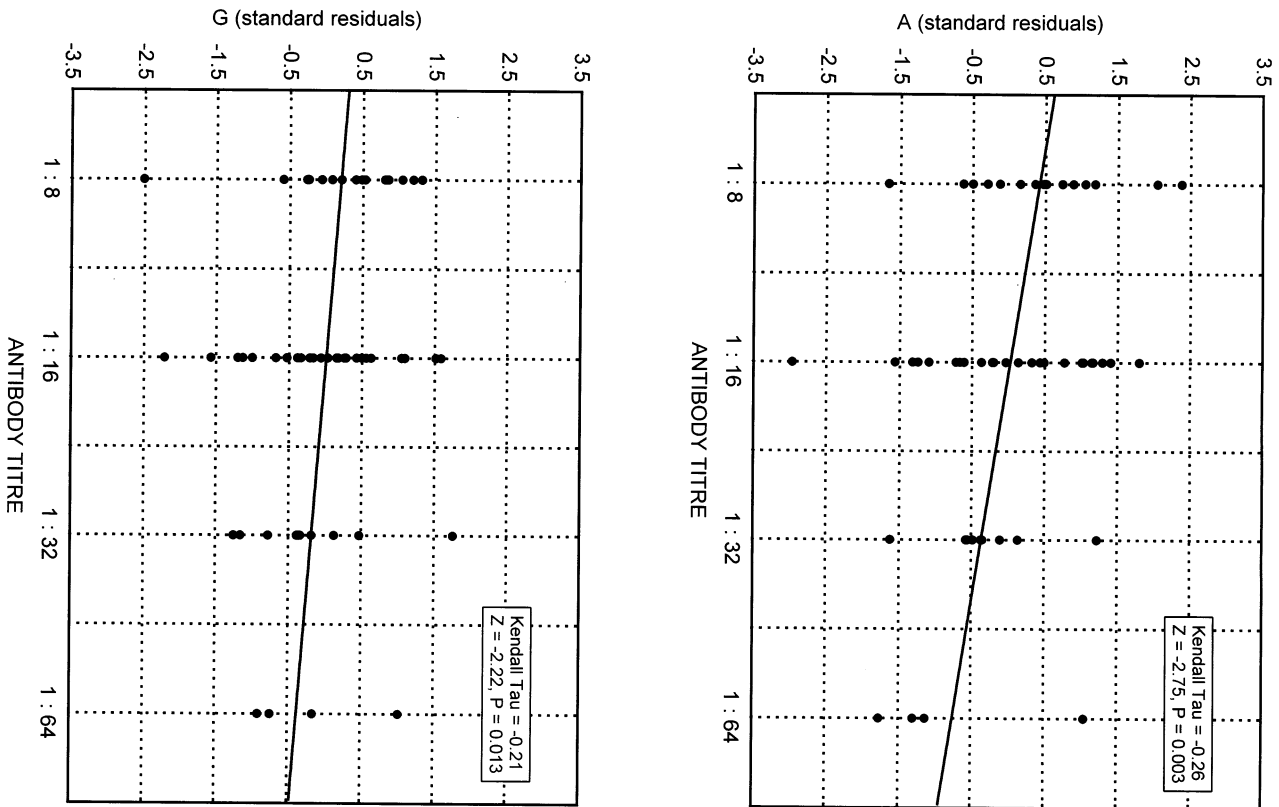 A (standard residuals)
3.5
2.5
1.5
0.5
-0.5
-1.5
-2.5
-3.5
Kendall Tau = -0.26
Z = -2.75, P = 0.003
1 : 8
1 : 16
1 : 32
1 : 64
ANTIBODY TITRE
G (standard residuals)
3.5
2.5
1.5
0.5
-0.5
-1.5
-2.5
-3.5
Kendall Tau = -0.21
Z = -2.22, P = 0.013
1 : 8
1 : 16
1 : 32
1 : 64
ANTIBODY TITRE